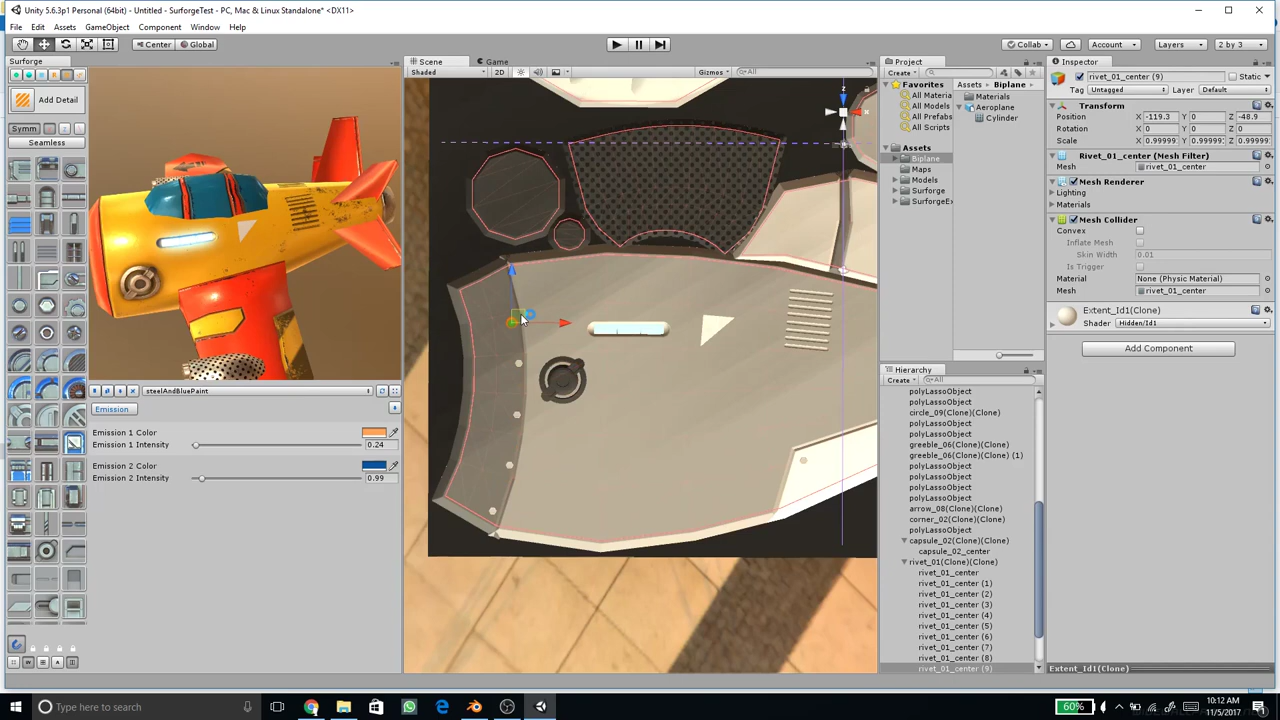 Unity 5.6.3p1 Personal (64bit) - Untitled - SurforgeTest - PC, Mac & Linux Standalone* <DX11>
File Edit Assets GameObject Component Window Help
Center Global
Collab Account Layers 2 by 3
Surforge
Add Detail
Symm
Seamless
steelAndBluePaint
Emission
Emission 1 Color
Emission 1 Intensity 0.24
Emission 2 Color
Emission 2 Intensity 0.99
Scene Game
Shaded 2D Gizmos All
Project
Create
Favorites
All Materia
All Models
All Prefabs
All Scripts
Assets
Biplane
Maps
Models
Surforge
SurforgeEx
Assets Biplane
Materials
Aeroplane
Cylinder
Hierarchy
Create All
polyLassoObject
polyLassoObject
circle_09(Clone)(Clone)
polyLassoObject
polyLassoObject
greeble_06(Clone)(Clone)
greeble_06(Clone)(Clone) (1)
polyLassoObject
polyLassoObject
polyLassoObject
polyLassoObject
arrow_08(Clone)(Clone)
corner_02(Clone)(Clone)
polyLassoObject
capsule_02(Clone)(Clone)
capsule_02_center
rivet_01(Clone)(Clone)
rivet_01_center
rivet_01_center (1)
rivet_01_center (2)
rivet_01_center (3)
rivet_01_center (4)
rivet_01_center (5)
rivet_01_center (6)
rivet_01_center (7)
rivet_01_center (8)
rivet_01_center (9)
Inspector
rivet_01_center (9) Static
Tag Untagged Layer Default
Transform
Position X -119.3 Y 0 Z -48.9
Rotation X 0 Y 0 Z 0
Scale X 0.99999 Y 0.99999 Z 0.99999
Rivet_01_center (Mesh Filter)
Mesh rivet_01_center
Mesh Renderer
Lighting
Materials
Mesh Collider
Convex
Inflate Mesh
Skin Width 0.01
Is Trigger
Material None (Physic Material)
Mesh rivet_01_center
Extent_Id1(Clone)
Shader Hidden/Id1
Add Component
Extent_Id1(Clone)
Type here to search
60%
10:12 AM
11/5/2017